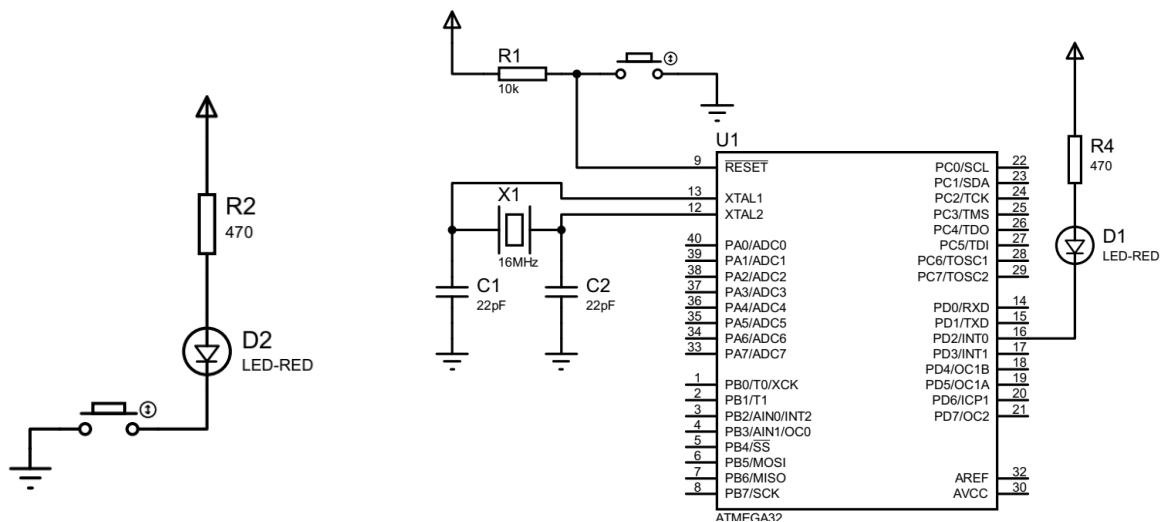 R2
470
D2
LED-RED
R1
10k
X1
16MHz
C1
22pF
C2
22pF
U1
9 RESET
13 XTAL1
12 XTAL2
40 PA0/ADC0
39 PA1/ADC1
38 PA2/ADC2
37 PA3/ADC3
36 PA4/ADC4
35 PA5/ADC5
34 PA6/ADC6
33 PA7/ADC7
1 PB0/T0/XCK
2 PB1/T1
3 PB2/AIN0/INT2
4 PB3/AIN1/OC0
5 PB4/SS
6 PB5/MOSI
7 PB6/MISO
8 PB7/SCK
PC0/SCL 22
PC1/SDA 23
PC2/TCK 24
PC3/TMS 25
PC4/TDO 26
PC5/TDI 27
PC6/TOSC1 28
PC7/TOSC2 29
PD0/RXD 14
PD1/TXD 15
PD2/INT0 16
PD3/INT1 17
PD4/OC1B 18
PD5/OC1A 19
PD6/ICP1 20
PD7/OC2 21
AREF 32
AVCC 30
ATMEGA32
R4
470
D1
LED-RED